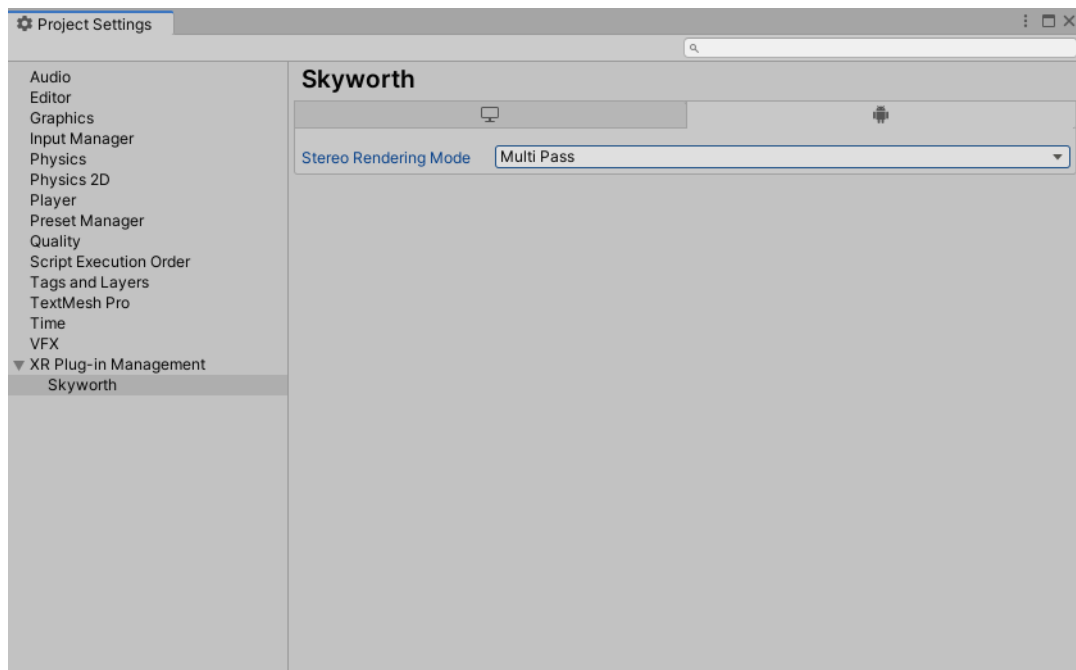 Project Settings
Audio
Editor
Graphics
Input Manager
Physics
Physics 2D
Player
Preset Manager
Quality
Script Execution Order
Tags and Layers
TextMesh Pro
Time
VFX
XR Plug-in Management
Skyworth
Skyworth
Stereo Rendering Mode Multi Pass